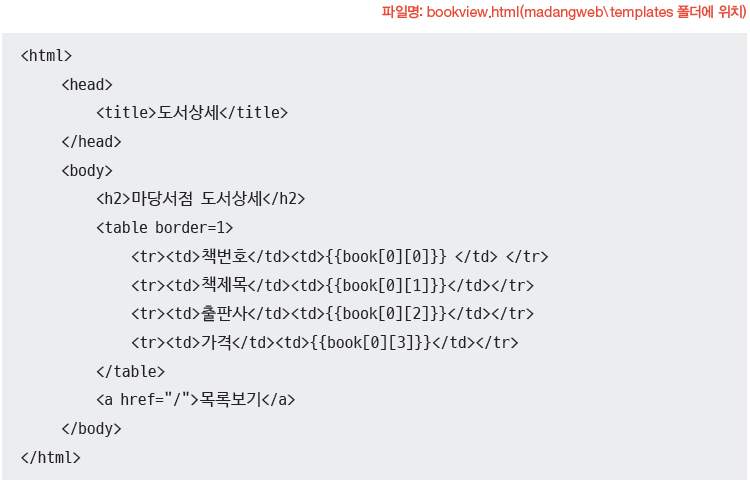 파일명: bookview.html(madangweb\templates 폴더에 위치)
<html>
<head>
<title>도서상세</title>
</head>
<body>
<h2>마당서점 도서상세</h2>
<table border=1>
<tr><td>책번호</td><td>{{book[0][0]}} </td> </tr>
<tr><td>책제목</td><td>{{book[0][1]}}</td></tr>
<tr><td>출판사</td><td>{{book[0][2]}}</td></tr>
<tr><td>가격</td><td>{{book[0][3]}}</td></tr>
</table>
<a href="/">목록보기</a>
</body>
</html>